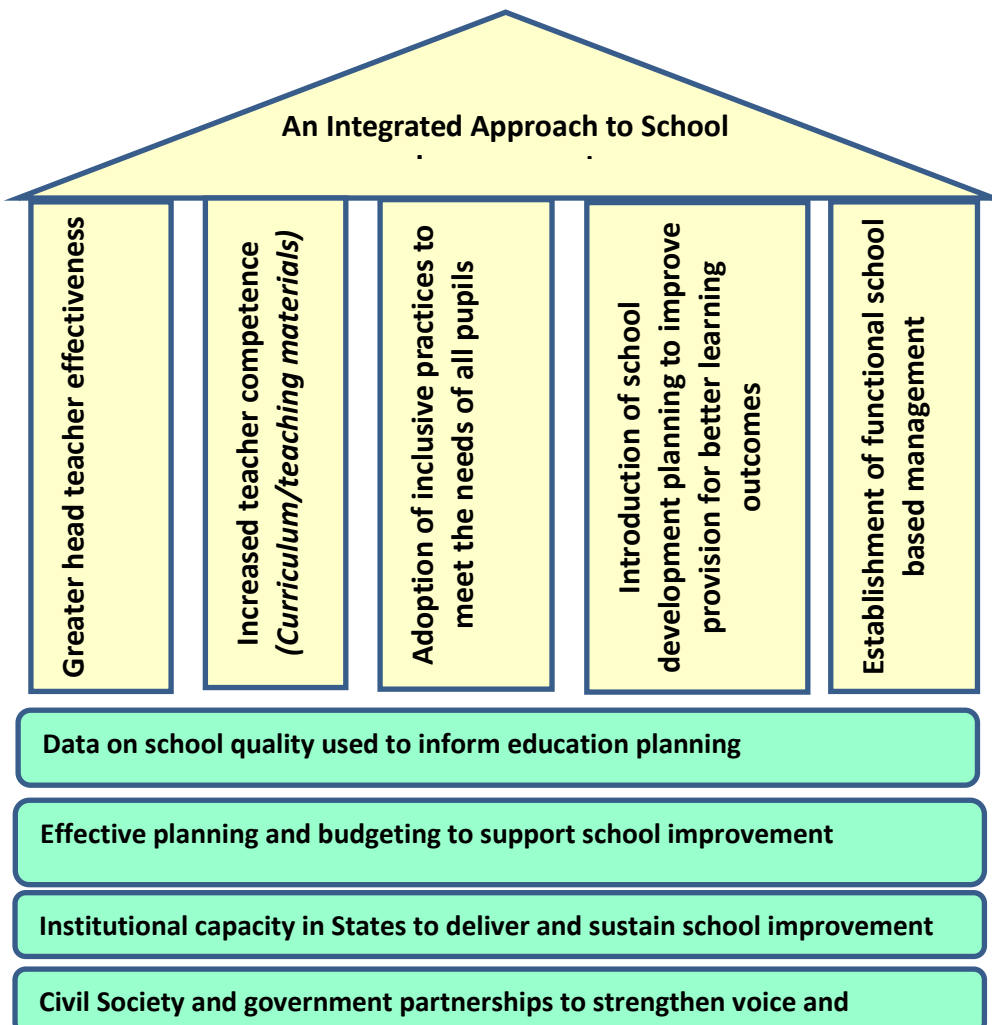 An Integrated Approach to School
Greater head teacher effectiveness
Increased teacher competence
(Curriculum/teaching materials)
Adoption of inclusive practices to
meet the needs of all pupils
Introduction of school
development planning to improve
provision for better learning
outcomes
Establishment of functional school
based management
Data on school quality used to inform education planning
Effective planning and budgeting to support school improvement
Institutional capacity in States to deliver and sustain school improvement
Civil Society and government partnerships to strengthen voice and